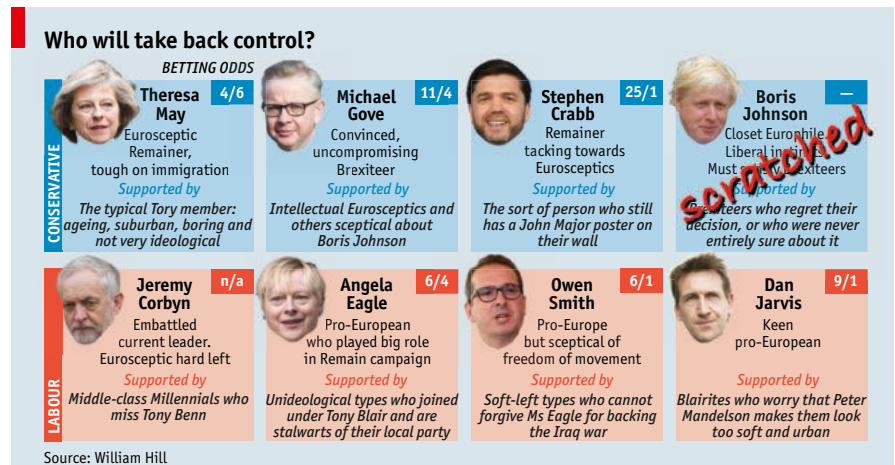 Who will take back control?
BETTING ODDS
CONSERVATIVE
Theresa May
4/6
Eurosceptic
Remainer,
tough on immigration
Supported by
The typical Tory member:
ageing, suburban, boring and
not very ideological
Michael Gove
11/4
Convinced,
uncompromising
Brexiteer
Supported by
Intellectual Eurosceptics and
others sceptical about
Boris Johnson
Stephen Crabb
25/1
Remainer
tacking towards
Eurosceptics
Supported by
The sort of person who still
has a John Major poster on
their wall
Boris Johnson
—
Closet Europhile.
Liberal instincts.
Must satisfy Brexiteers
Supported by
Brexiteers who regret their
decision, or who were never
entirely sure about it
scratched
LABOUR
Jeremy Corbyn
n/a
Embattled
current leader.
Eurosceptic hard left
Supported by
Middle-class Millennials who
miss Tony Benn
Angela Eagle
6/4
Pro-European
who played big role
in Remain campaign
Supported by
Unideological types who joined
under Tony Blair and are
stalwarts of their local party
Owen Smith
6/1
Pro-Europe
but sceptical of
freedom of movement
Supported by
Soft-left types who cannot
forgive Ms Eagle for backing
the Iraq war
Dan Jarvis
9/1
Keen
pro-European
Supported by
Blairites who worry that Peter
Mandelson makes them look
too soft and urban
Source: William Hill